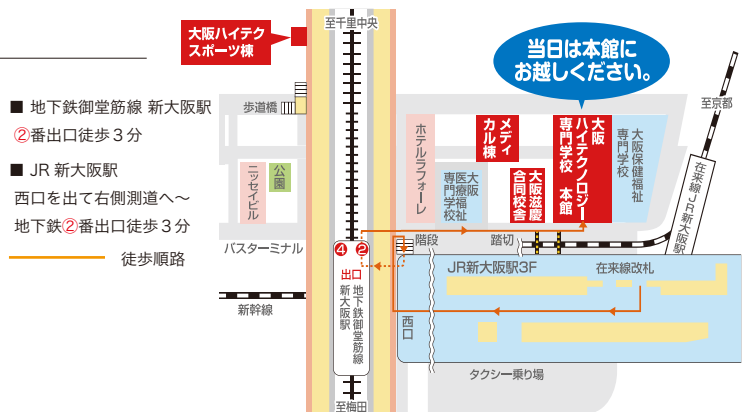 大阪ハイテク
スポーツ棟
至千里中央
当日は本館に
お越しください。
■ 地下鉄御堂筋線 新大阪駅
②番出口徒歩３分
■ JR 新大阪駅
西口を出て右側測道へ〜
地下鉄②番出口徒歩３分
徒歩順路
歩道橋
至京都
ホテルラフォーレ
メディ
カル棟
大阪
ハイテクノロジー
専門学校 本館
大阪保健福祉
専門学校
ニッセイビル
公園
大阪
医療福祉
専門学校
大阪滋慶
合同校舎
在来線JR新大阪駅
バスターミナル
④
②
出口
地下鉄御堂筋線
新大阪駅
階段
踏切
JR新大阪駅3F
在来線改札
新幹線
西口
タクシー乗り場
至梅田